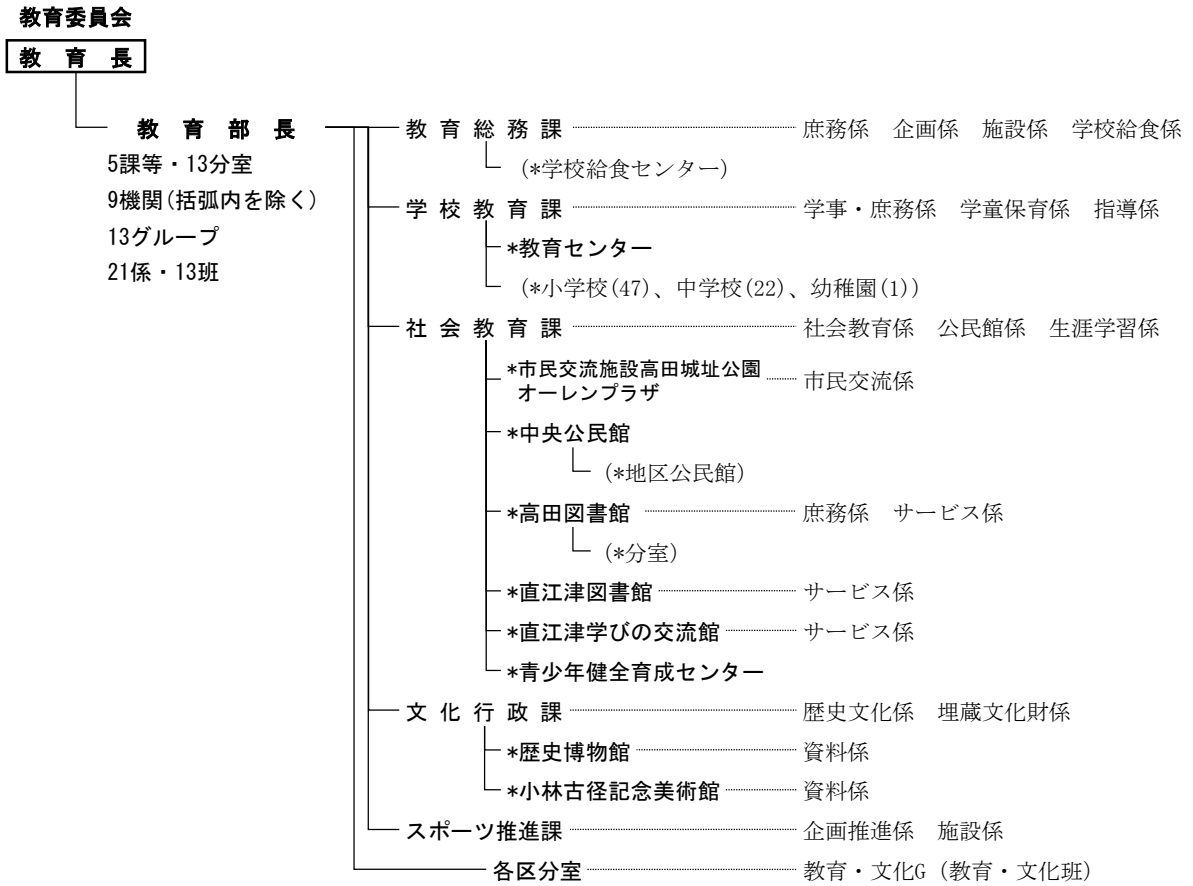 教育委員会
教 育 長
教 育 部 長
5課等・13分室
9機関(括弧内を除く)
13グループ
21係・13班
教 育 総 務 課 庶務係 企画係 施設係 学校給食係
(*学校給食センター)
学 校 教 育 課 学事・庶務係 学童保育係 指導係
*教育センター
(*小学校(47)、中学校(22)、幼稚園(1))
社 会 教 育 課 社会教育係 公民館係 生涯学習係
*市民交流施設高田城址公園
オーレンプラザ 市民交流係
*中央公民館
(*地区公民館)
*高田図書館 庶務係 サービス係
(*分室)
*直江津図書館 サービス係
*直江津学びの交流館 サービス係
*青少年健全育成センター
文 化 行 政 課 歴史文化係 埋蔵文化財係
*歴史博物館 資料係
*小林古径記念美術館 資料係
スポーツ推進課 企画推進係 施設係
各区分室 教育・文化G (教育・文化班)